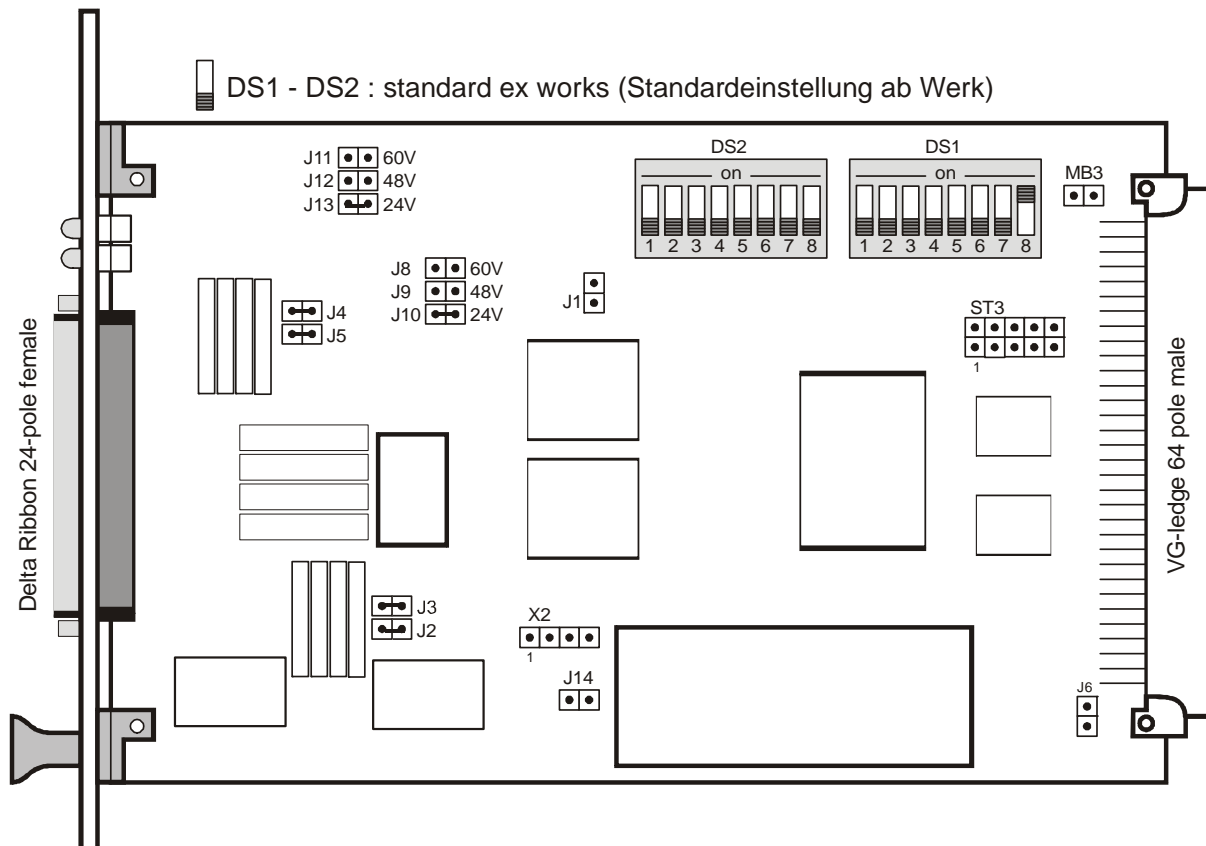 DS1 - DS2 : standard ex works (Standardeinstellung ab Werk)
J11 60V
J12 48V
J13 24V
DS2
on
1 2 3 4 5 6 7 8
DS1
on
1 2 3 4 5 6 7 8
MB3
J8 60V
J9 48V
J10 24V
J4
J5
J1
ST3
1
Delta Ribbon 24-pole female
VG-ledge 64 pole male
J3
J2
X2
1
J14
J6